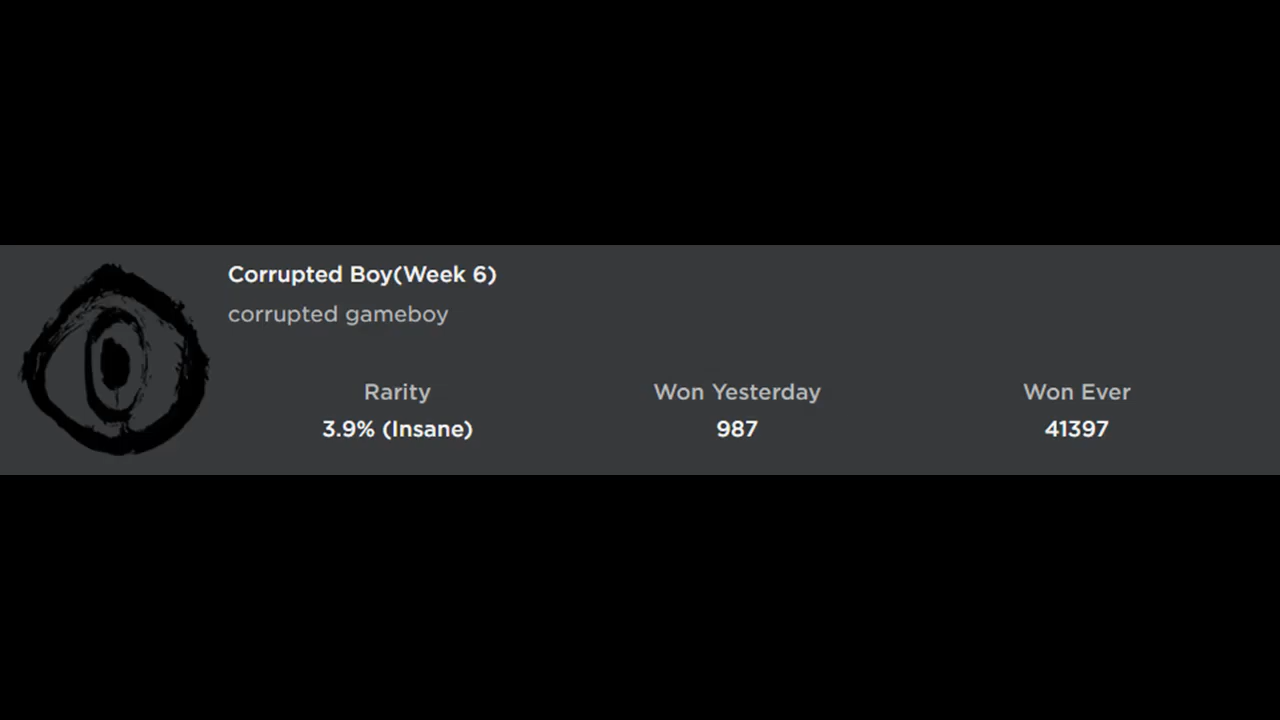 Corrupted Boy(Week 6)
corrupted gameboy
Rarity Won Yesterday Won Ever
3.9% (Insane) 987 41397